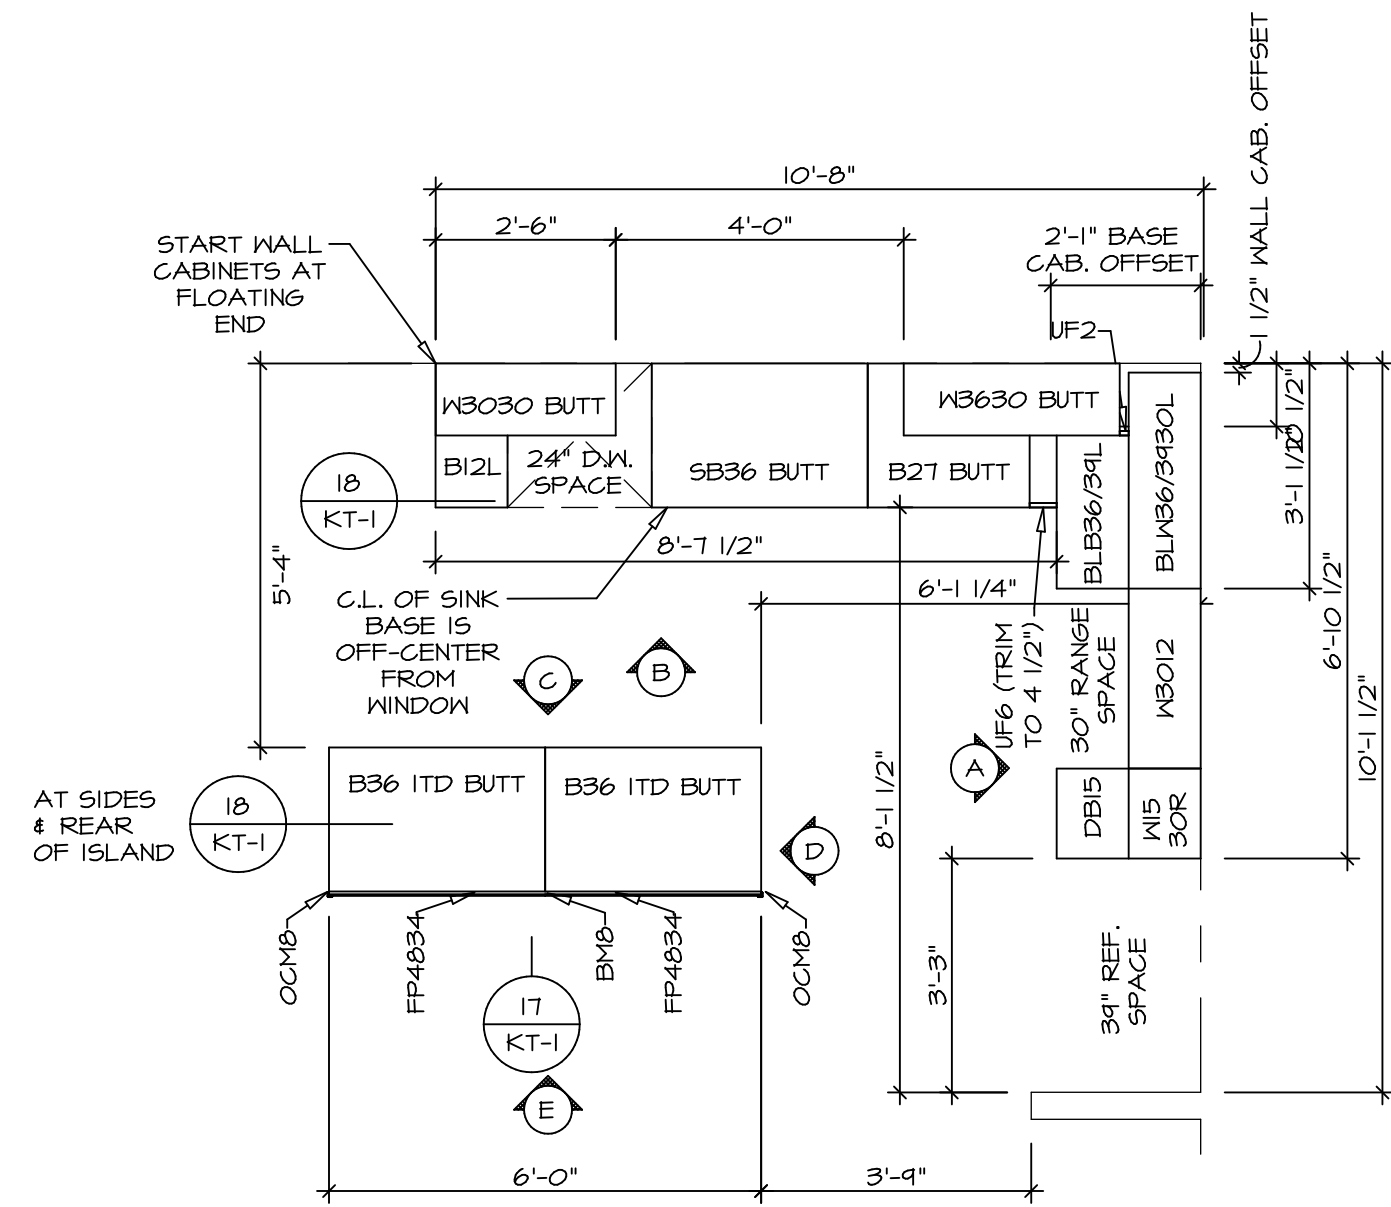 10'-8"
2'-6"
4'-0"
2'-1" BASE
CAB. OFFSET
1 1/2" WALL CAB. OFFSET
START WALL
CABINETS AT
FLOATING
END
UF2
W3030 BUTT
W3630 BUTT
B12L
24" D.W.
SPACE
SB36 BUTT
B27 BUTT
BLB36/39L
BLW36/3930L
10 1/2"
3'-1 1/2"
18
KT-1
8'-7 1/2"
5'-4"
6'-1 1/4"
6'-10 1/2"
10'-1 1/2"
C.L. OF SINK
BASE IS
OFF-CENTER
FROM
WINDOW
C
B
UF6 (TRIM
TO 4 1/2")
30" RANGE
SPACE
W3012
A
B36 1TD BUTT
B36 1TD BUTT
DB15
W15
30R
8'-1 1/2"
AT SIDES
& REAR
OF ISLAND
18
KT-1
D
OCM8
FP4834
BM8
FP4834
OCM8
3'-3"
39" REF.
SPACE
17
KT-1
E
6'-0"
3'-9"